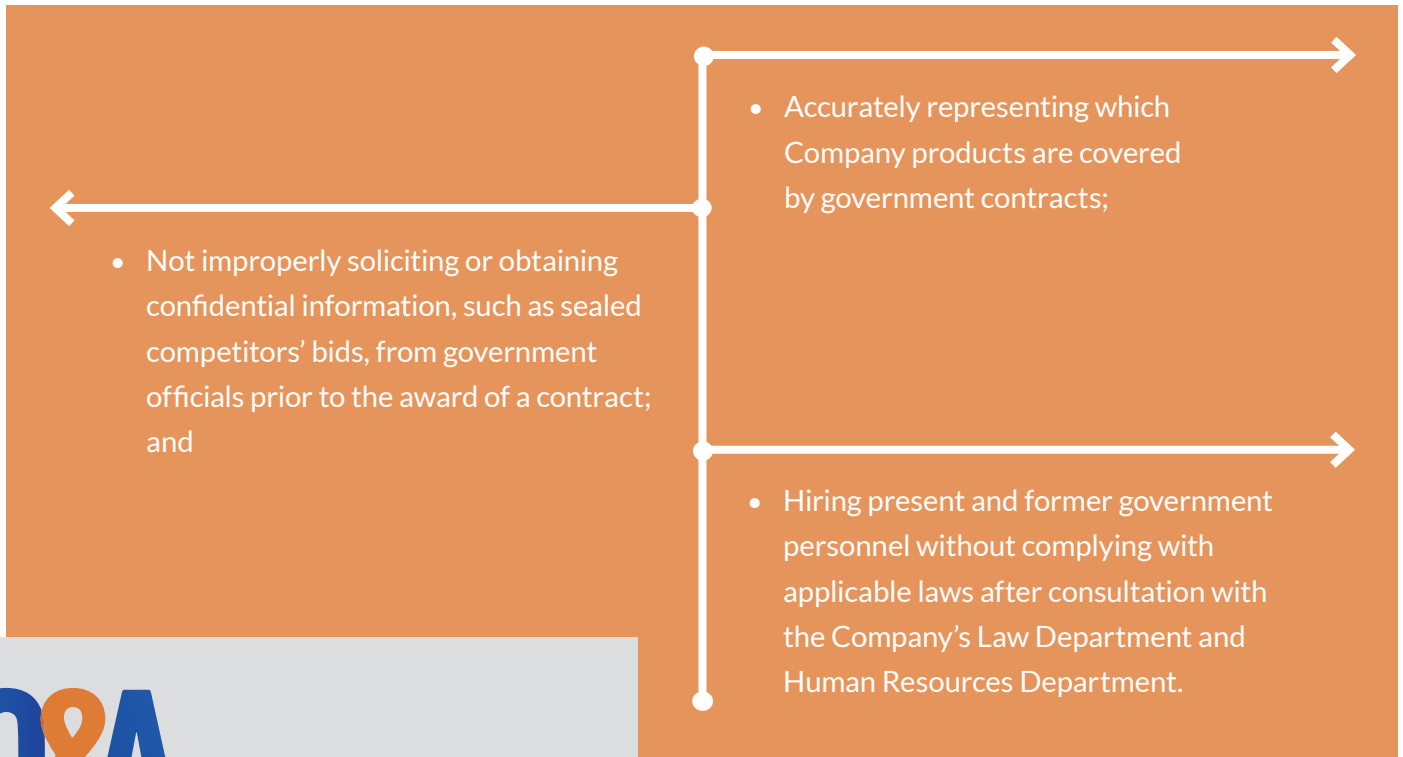 • Accurately representing which
Company products are covered
by government contracts;
• Not improperly soliciting or obtaining
confidential information, such as sealed
competitors’ bids, from government
officials prior to the award of a contract;
and
• Hiring present and former government
personnel without complying with
applicable laws after consultation with
the Company’s Law Department and
Human Resources Department.